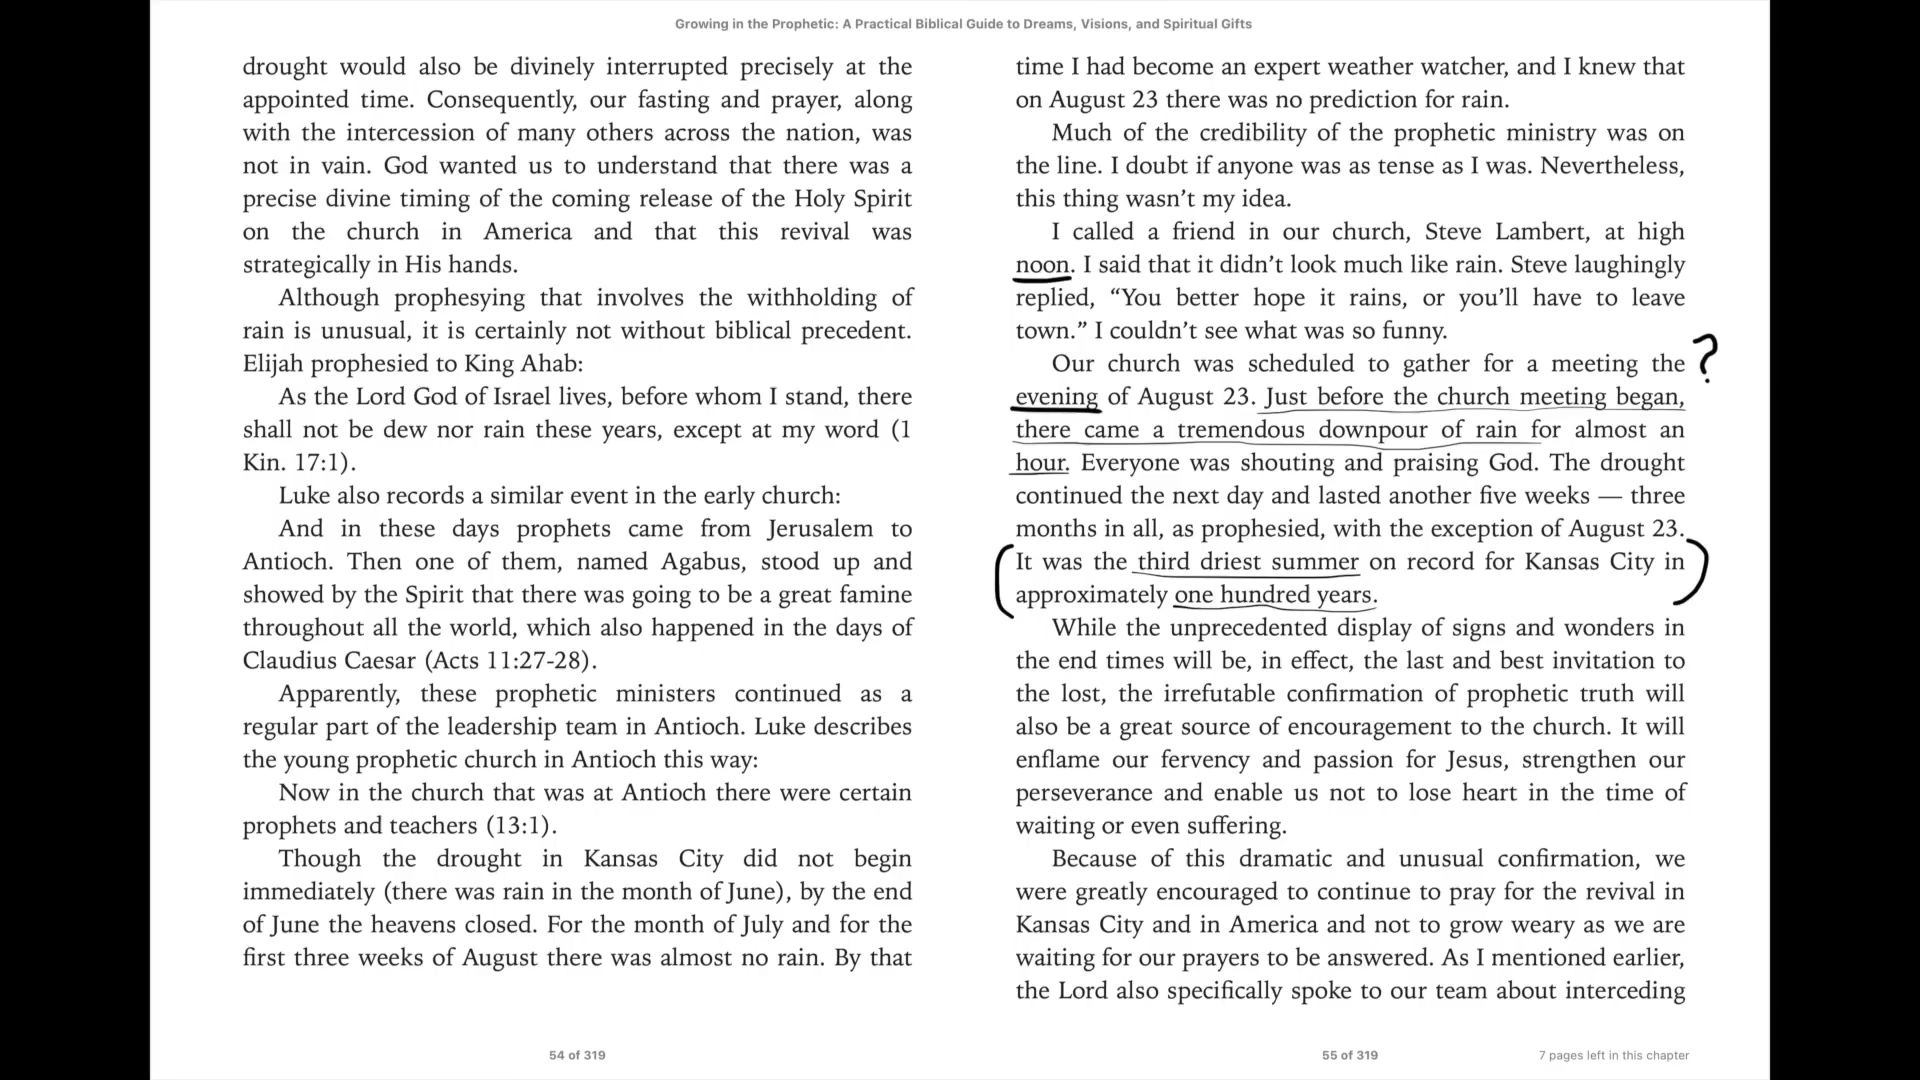 Growing in the Prophetic: A Practical Biblical Guide to Dreams, Visions, and Spiritual Gifts
drought would also be divinely interrupted precisely at the
appointed time. Consequently, our fasting and prayer, along
with the intercession of many others across the nation, was
not in vain. God wanted us to understand that there was a
precise divine timing of the coming release of the Holy Spirit
on the church in America and that this revival was
strategically in His hands.
Although prophesying that involves the withholding of
rain is unusual, it is certainly not without biblical precedent.
Elijah prophesied to King Ahab:
As the Lord God of Israel lives, before whom I stand, there
shall not be dew nor rain these years, except at my word (1
Kin. 17:1).
Luke also records a similar event in the early church:
And in these days prophets came from Jerusalem to
Antioch. Then one of them, named Agabus, stood up and
showed by the Spirit that there was going to be a great famine
throughout all the world, which also happened in the days of
Claudius Caesar (Acts 11:27-28).
Apparently, these prophetic ministers continued as a
regular part of the leadership team in Antioch. Luke describes
the young prophetic church in Antioch this way:
Now in the church that was at Antioch there were certain
prophets and teachers (13:1).
Though the drought in Kansas City did not begin
immediately (there was rain in the month of June), by the end
of June the heavens closed. For the month of July and for the
first three weeks of August there was almost no rain. By that
54 of 319
time I had become an expert weather watcher, and I knew that
on August 23 there was no prediction for rain.
Much of the credibility of the prophetic ministry was on
the line. I doubt if anyone was as tense as I was. Nevertheless,
this thing wasn’t my idea.
I called a friend in our church, Steve Lambert, at high
noon. I said that it didn’t look much like rain. Steve laughingly
replied, “You better hope it rains, or you’ll have to leave
town.” I couldn’t see what was so funny.
Our church was scheduled to gather for a meeting the ?
evening of August 23. Just before the church meeting began,
there came a tremendous downpour of rain for almost an
hour. Everyone was shouting and praising God. The drought
continued the next day and lasted another five weeks — three
months in all, as prophesied, with the exception of August 23.
(It was the third driest summer on record for Kansas City in)
approximately one hundred years.
While the unprecedented display of signs and wonders in
the end times will be, in effect, the last and best invitation to
the lost, the irrefutable confirmation of prophetic truth will
also be a great source of encouragement to the church. It will
enflame our fervency and passion for Jesus, strengthen our
perseverance and enable us not to lose heart in the time of
waiting or even suffering.
Because of this dramatic and unusual confirmation, we
were greatly encouraged to continue to pray for the revival in
Kansas City and in America and not to grow weary as we are
waiting for our prayers to be answered. As I mentioned earlier,
the Lord also specifically spoke to our team about interceding
55 of 319
7 pages left in this chapter